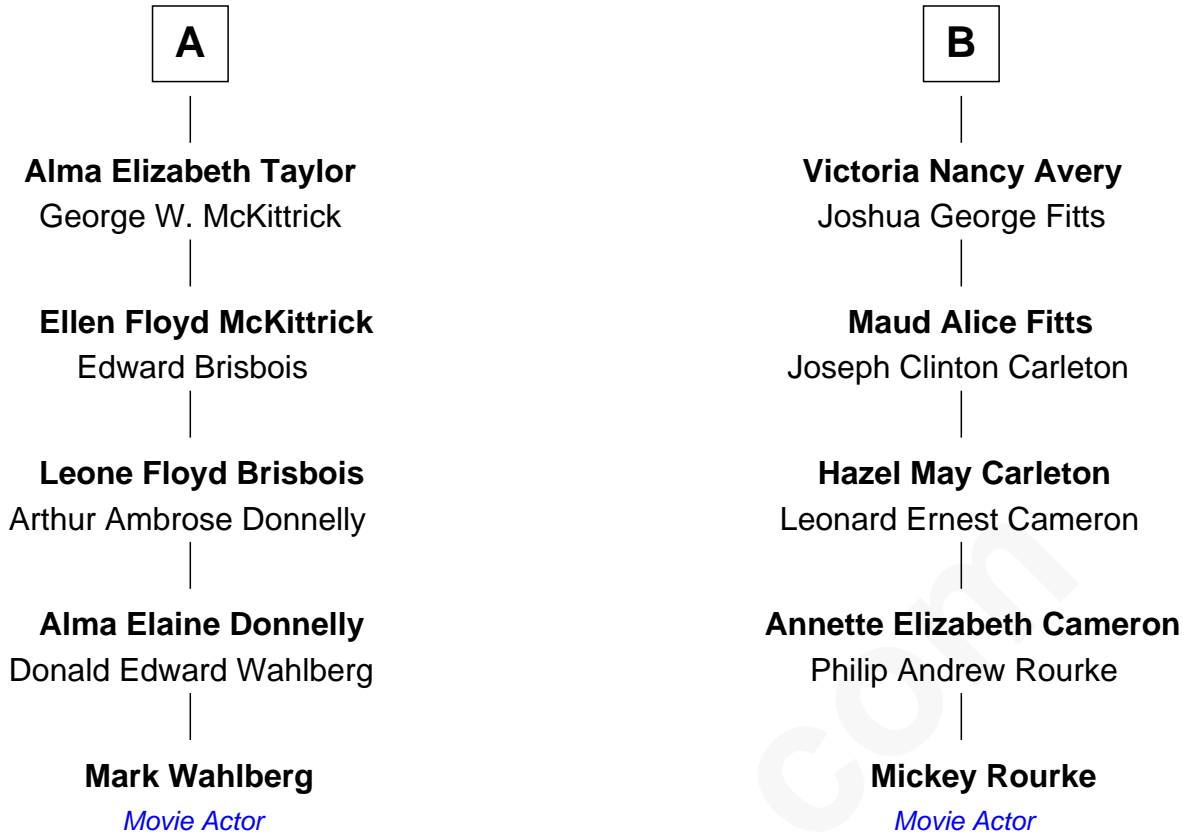 A
Alma Elizabeth Taylor
George W. McKittrick
Ellen Floyd McKittrick
Edward Brisbois
Leone Floyd Brisbois
Arthur Ambrose Donnelly
Alma Elaine Donnelly
Donald Edward Wahlberg
Mark Wahlberg
Movie Actor
B
Victoria Nancy Avery
Joshua George Fitts
Maud Alice Fitts
Joseph Clinton Carleton
Hazel May Carleton
Leonard Ernest Cameron
Annette Elizabeth Cameron
Philip Andrew Rourke
Mickey Rourke
Movie Actor
com